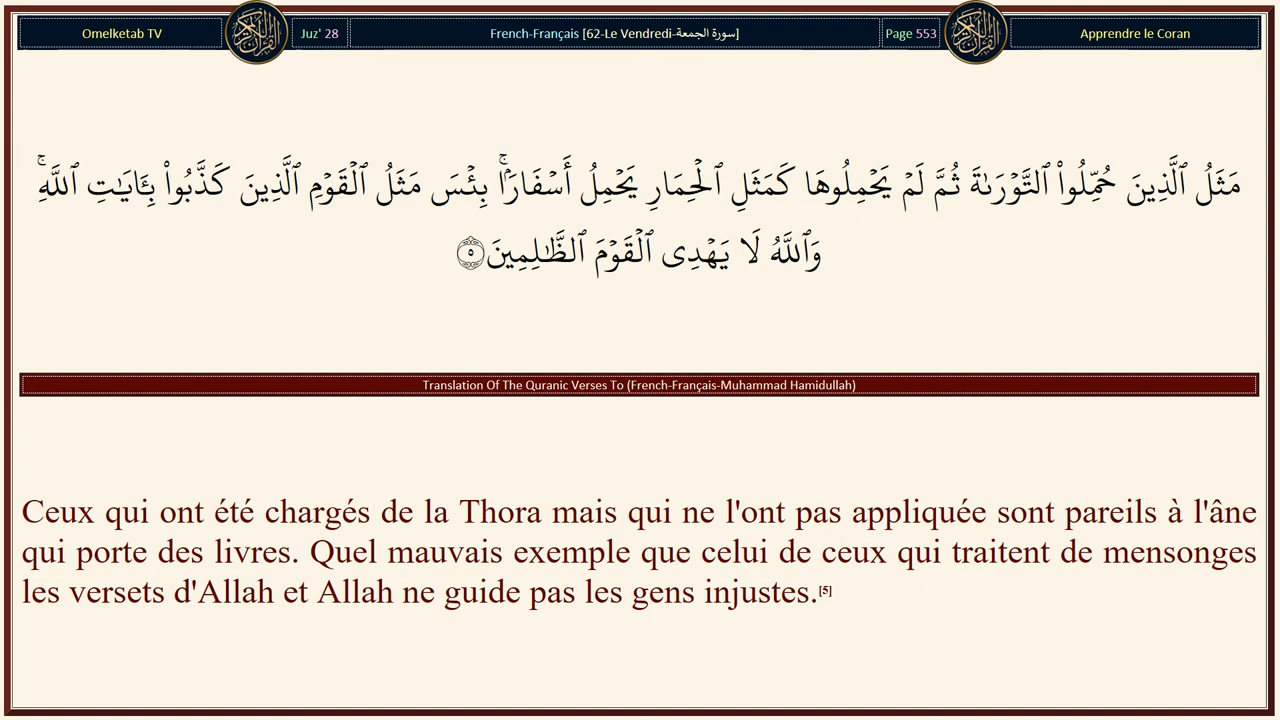 Omelketab TV
Juz' 28
French-Français [62-Le Vendredi-سورة الجمعة]
Page 553
Apprendre le Coran
مَثَلُ ٱلَّذِينَ حُمِّلُوا۟ ٱلتَّوْرَىٰةَ ثُمَّ لَمْ يَحْمِلُوهَا كَمَثَلِ ٱلْحِمَارِ يَحْمِلُ أَسْفَارًۢا ۚ بِئْسَ مَثَلُ ٱلْقَوْمِ ٱلَّذِينَ كَذَّبُوا۟ بِـَٔايَـٰتِ ٱللَّهِ ۚ
وَٱللَّهُ لَا يَهْدِى ٱلْقَوْمَ ٱلظَّـٰلِمِينَ ٥
Translation Of The Quranic Verses To (French-Français-Muhammad Hamidullah)
Ceux qui ont été chargés de la Thora mais qui ne l'ont pas appliquée sont pareils à l'âne
qui porte des livres. Quel mauvais exemple que celui de ceux qui traitent de mensonges
les versets d'Allah et Allah ne guide pas les gens injustes.[5]